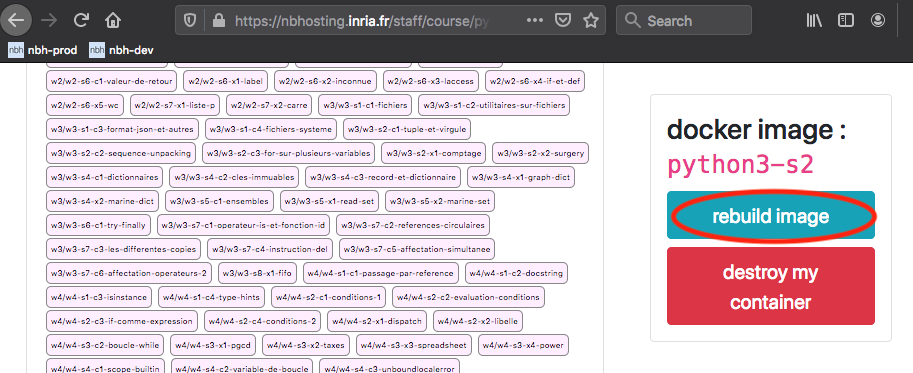 https://nbhosting.inria.fr/staff/course/py
Search
nbh nbh-prod nbh nbh-dev
w2/w2-s6-c1-valeur-de-retour w2/w2-s6-x1-label w2/w2-s6-x2-inconnue w2/w2-s6-x3-laccess w2/w2-s6-x4-if-et-def
w2/w2-s6-x5-wc w2/w2-s7-x1-liste-p w2/w2-s7-x2-carre w3/w3-s1-c1-fichiers w3/w3-s1-c2-utilitaires-sur-fichiers
w3/w3-s1-c3-format-json-et-autres w3/w3-s1-c4-fichiers-systeme w3/w3-s2-c1-tuple-et-virgule
w3/w3-s2-c2-sequence-unpacking w3/w3-s2-c3-for-sur-plusieurs-variables w3/w3-s2-x1-comptage w3/w3-s2-x2-surgery
w3/w3-s4-c1-dictionnaires w3/w3-s4-c2-cles-immuables w3/w3-s4-c3-record-et-dictionnaire w3/w3-s4-x1-graph-dict
w3/w3-s4-x2-marine-dict w3/w3-s5-c1-ensembles w3/w3-s5-x1-read-set w3/w3-s5-x2-marine-set
w3/w3-s6-c1-try-finally w3/w3-s7-c1-operateur-is-et-fonction-id w3/w3-s7-c2-references-circulaires
w3/w3-s7-c3-les-differentes-copies w3/w3-s7-c4-instruction-del w3/w3-s7-c5-affectation-simultanee
w3/w3-s7-c6-affectation-operateurs-2 w3/w3-s8-x1-fifo w4/w4-s1-c1-passage-par-reference w4/w4-s1-c2-docstring
w4/w4-s1-c3-isinstance w4/w4-s1-c4-type-hints w4/w4-s2-c1-conditions-1 w4/w4-s2-c2-evaluation-conditions
w4/w4-s2-c3-if-comme-expression w4/w4-s2-c4-conditions-2 w4/w4-s2-x1-dispatch w4/w4-s2-x2-libelle
w4/w4-s3-c2-boucle-while w4/w4-s3-x1-pgcd w4/w4-s3-x2-taxes w4/w4-s3-x3-spreadsheet w4/w4-s3-x4-power
w4/w4-s4-c1-scope-builtin w4/w4-s4-c2-variable-de-boucle w4/w4-s4-c3-unboundlocalerror
docker image :
python3-s2
rebuild image
destroy my
container